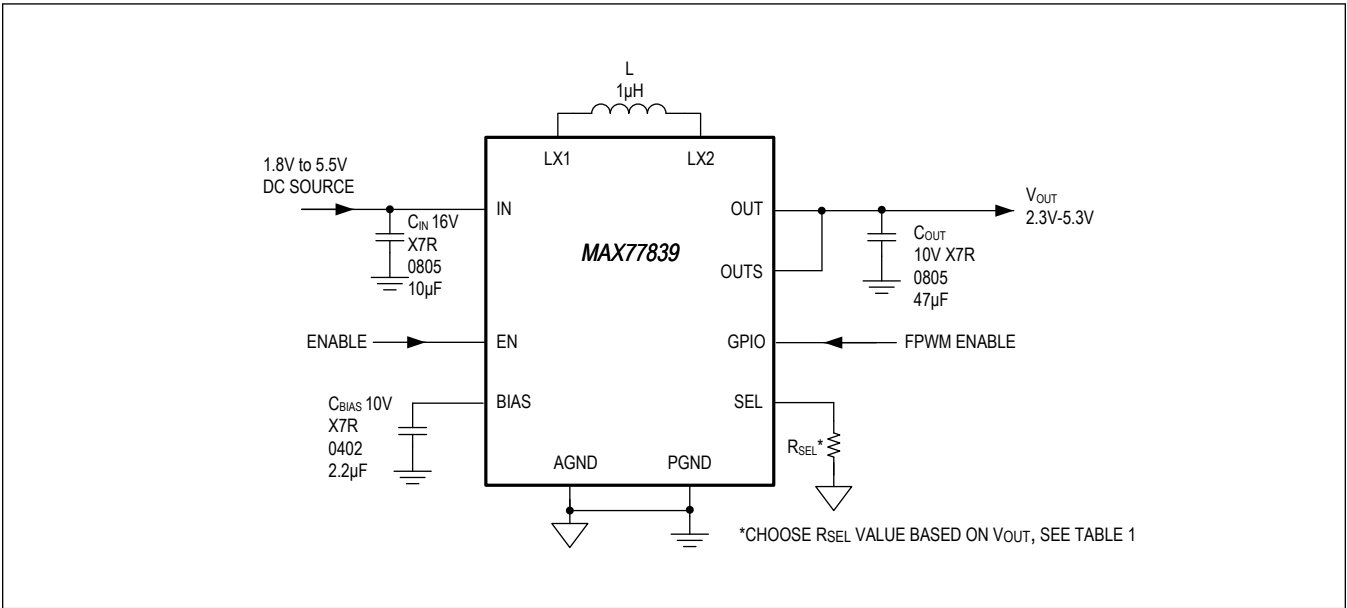 L
1µH
LX1
LX2
1.8V to 5.5V
DC SOURCE
IN
CIN 16V
X7R
0805
10µF
MAX77839
OUT
OUTS
VOUT
2.3V-5.3V
COUT
10V X7R
0805
47µF
ENABLE
EN
GPIO
FPWM ENABLE
CBIAS 10V
X7R
0402
2.2µF
BIAS
SEL
RSEL*
AGND
PGND
*CHOOSE RSEL VALUE BASED ON VOUT, SEE TABLE 1